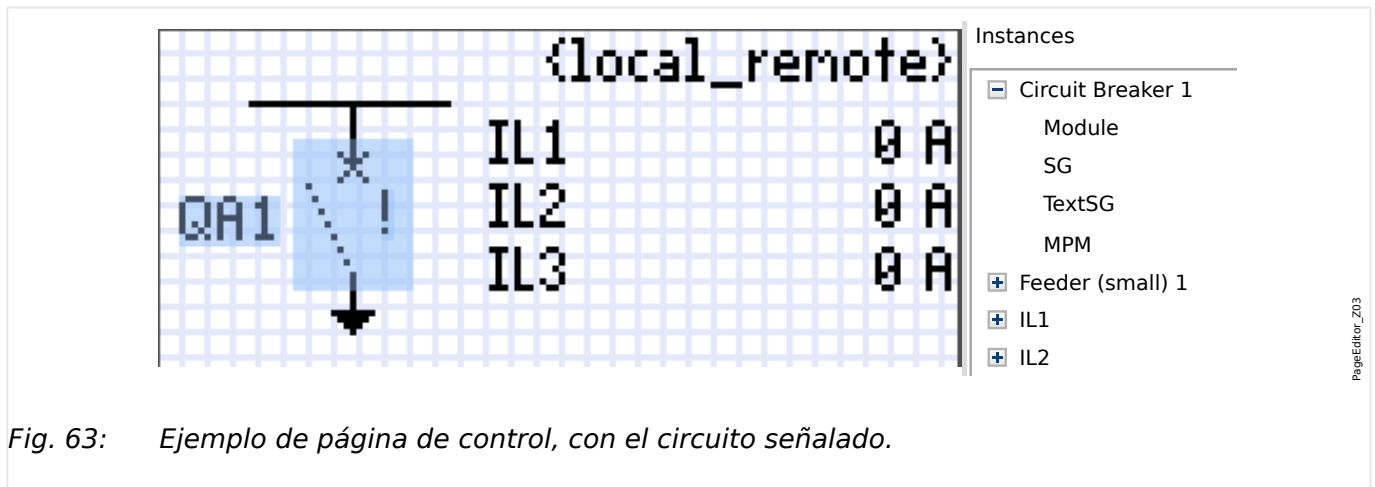 {local_remote}
IL1 0 A
QA1 ! IL2 0 A
IL3 0 A
Instances
Circuit Breaker 1
Module
SG
TextSG
MPM
Feeder (small) 1
IL1
IL2
PageEditor_Z03
Fig. 63: Ejemplo de página de control, con el circuito señalado.